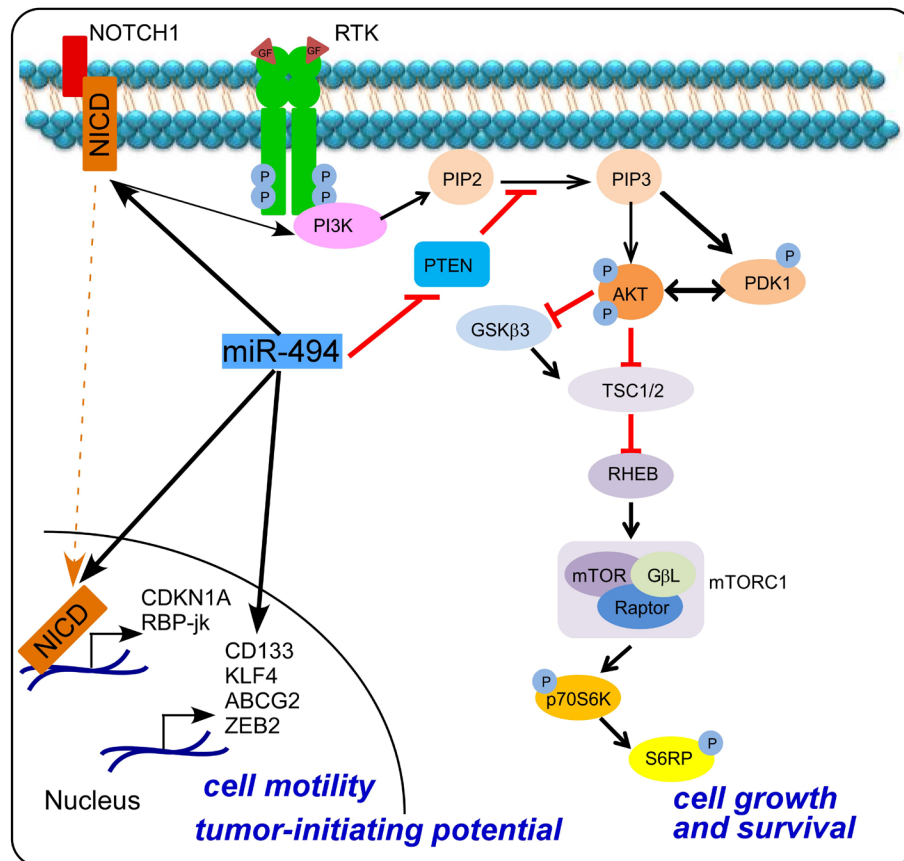 NOTCH1
RTK
GF
GF
NICD
P
P
P
P
PI3K
PIP2
PIP3
PTEN
P
P
AKT
P
PDK1
GSKβ3
miR-494
TSC1/2
RHEB
mTOR
GβL
Raptor
mTORC1
CDKN1A
RBP-jk
NICD
CD133
KLF4
ABCG2
ZEB2
P
p70S6K
P
S6RP
Nucleus
cell motility
tumor-initiating potential
cell growth
and survival